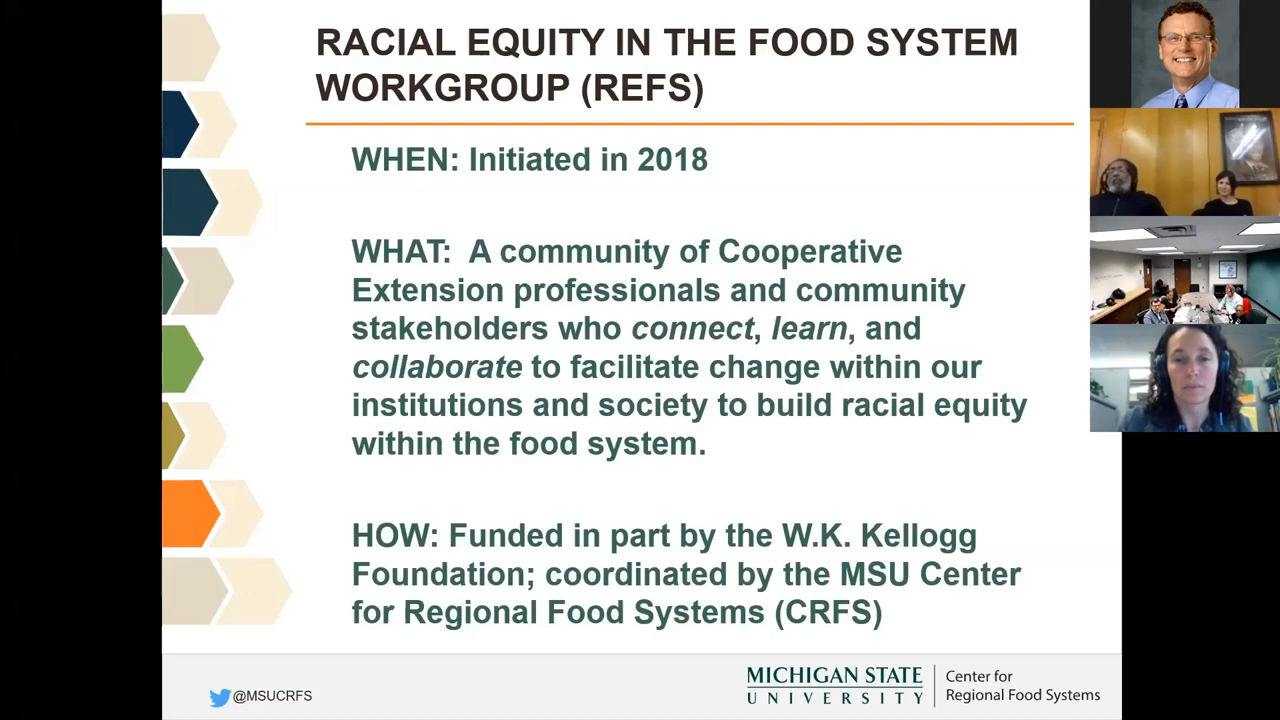 RACIAL EQUITY IN THE FOOD SYSTEM
WORKGROUP (REFS)
WHEN: Initiated in 2018
WHAT:  A community of Cooperative
Extension professionals and community
stakeholders who connect, learn, and
collaborate to facilitate change within our
institutions and society to build racial equity
within the food system.
HOW: Funded in part by the W.K. Kellogg
Foundation; coordinated by the MSU Center
for Regional Food Systems (CRFS)
@MSUCRFS
MICHIGAN STATE
UNIVERSITY
Center for
Regional Food Systems